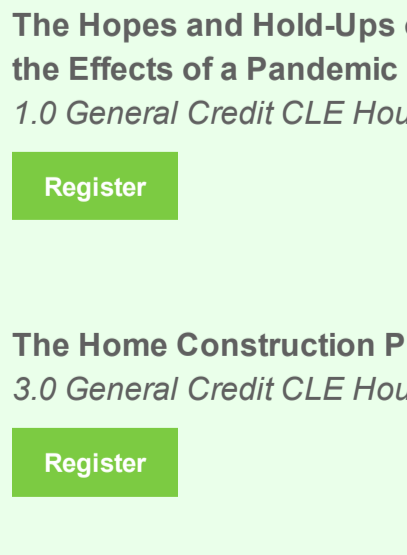 The Hopes and Hold-Ups
the Effects of a Pandemic
1.0 General Credit CLE
Register
The Home Construction
3.0 General Credit CLE
Register